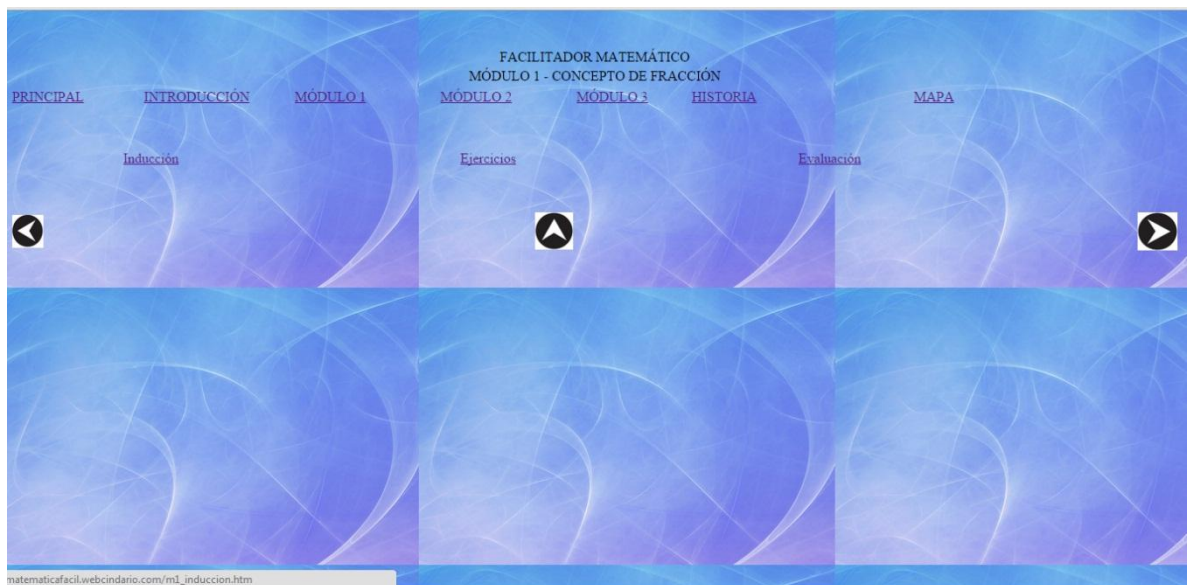 FACILITADOR MATEMÁTICO
MÓDULO 1 - CONCEPTO DE FRACCIÓN
PRINCIPAL INTRODUCCIÓN MÓDULO 1 MÓDULO 2 MÓDULO 3 HISTORIA MAPA
Inducción Ejercicios Evaluación
matematicafacil.webcindario.com/m1_induccion.htm